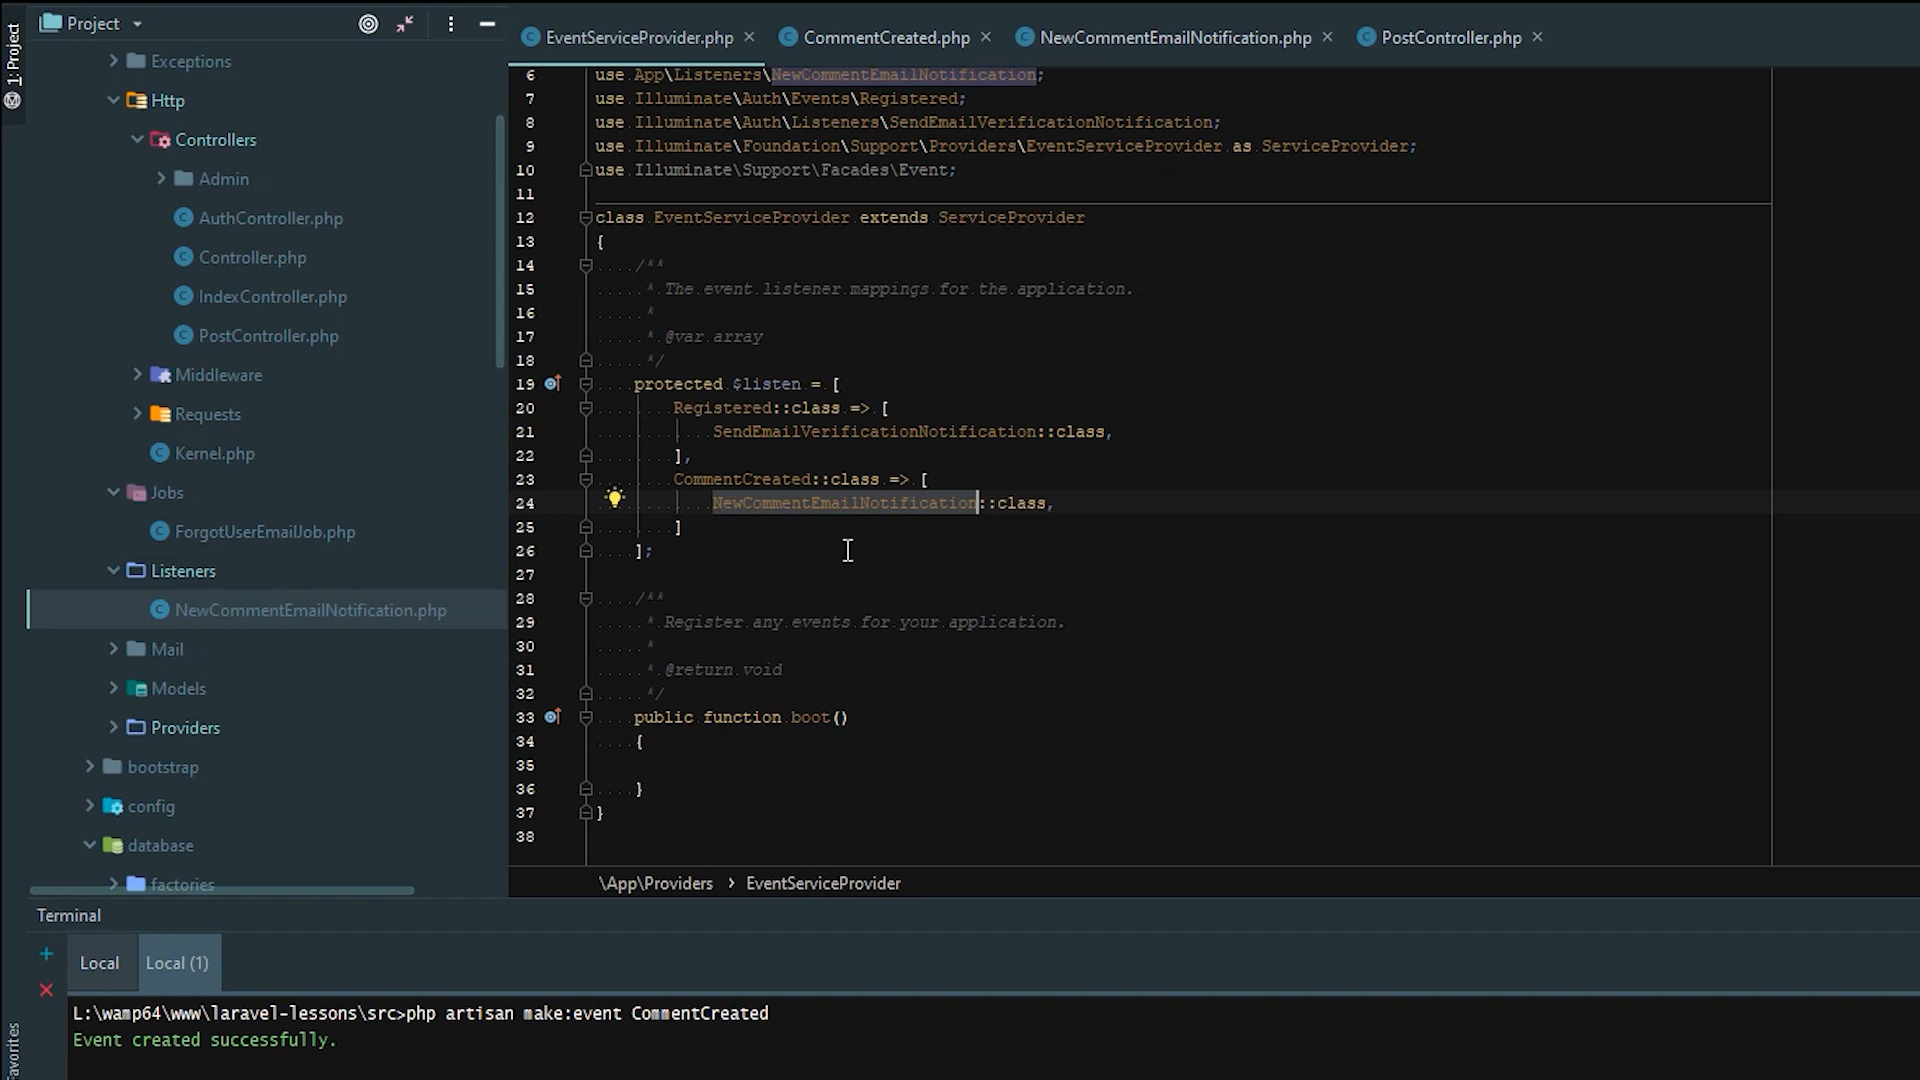 1: Project
Project
Exceptions
Http
Controllers
Admin
AuthController.php
Controller.php
IndexController.php
PostController.php
Middleware
Requests
Kernel.php
Jobs
ForgotUserEmailJob.php
Listeners
NewCommentEmailNotification.php
Mail
Models
Providers
bootstrap
config
database
factories
EventServiceProvider.php
CommentCreated.php
NewCommentEmailNotification.php
PostController.php
6 use App\Listeners\NewCommentEmailNotification;
7 use Illuminate\Auth\Events\Registered;
8 use Illuminate\Auth\Listeners\SendEmailVerificationNotification;
9 use Illuminate\Foundation\Support\Providers\EventServiceProvider as ServiceProvider;
10 use Illuminate\Support\Facades\Event;
11
12 class EventServiceProvider extends ServiceProvider
13 {
14 /**
15 * The event listener mappings for the application.
16 *
17 * @var array
18 */
19 protected $listen = [
20 Registered::class => [
21 SendEmailVerificationNotification::class,
22 ],
23 CommentCreated::class => [
24 NewCommentEmailNotification::class,
25 ]
26 ];
27
28 /**
29 * Register any events for your application.
30 *
31 * @return void
32 */
33 public function boot()
34 {
35
36 }
37 }
38
\App\Providers › EventServiceProvider
Terminal
Local
Local (1)
L:\wamp64\www\laravel-lessons\src>php artisan make:event CommentCreated
Event created successfully.
Favorites